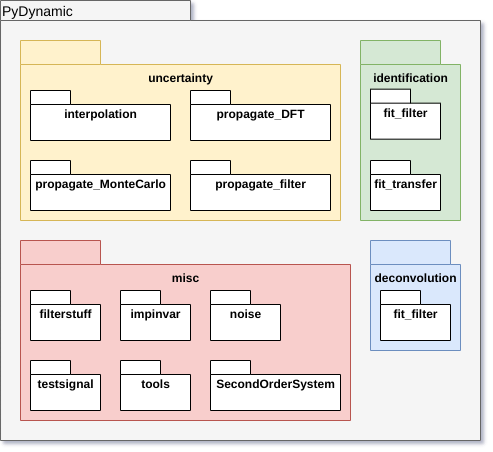 PyDynamic
uncertainty
interpolation
propagate_DFT
propagate_MonteCarlo
propagate_filter
identification
fit_filter
fit_transfer
misc
filterstuff
impinvar
noise
testsignal
tools
SecondOrderSystem
deconvolution
fit_filter